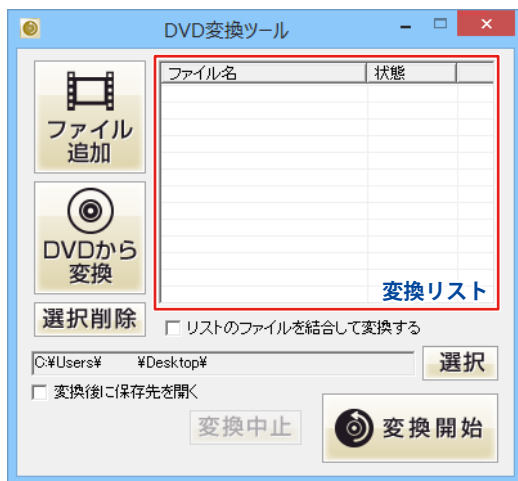 DVD変換ツール
ファイル
追加
ファイル名 状態
DVDから
変換
変換リスト
選択削除
リストのファイルを結合して変換する
C:¥Users¥ ¥Desktop¥
選択
変換後に保存先を開く
変換中止
変換開始